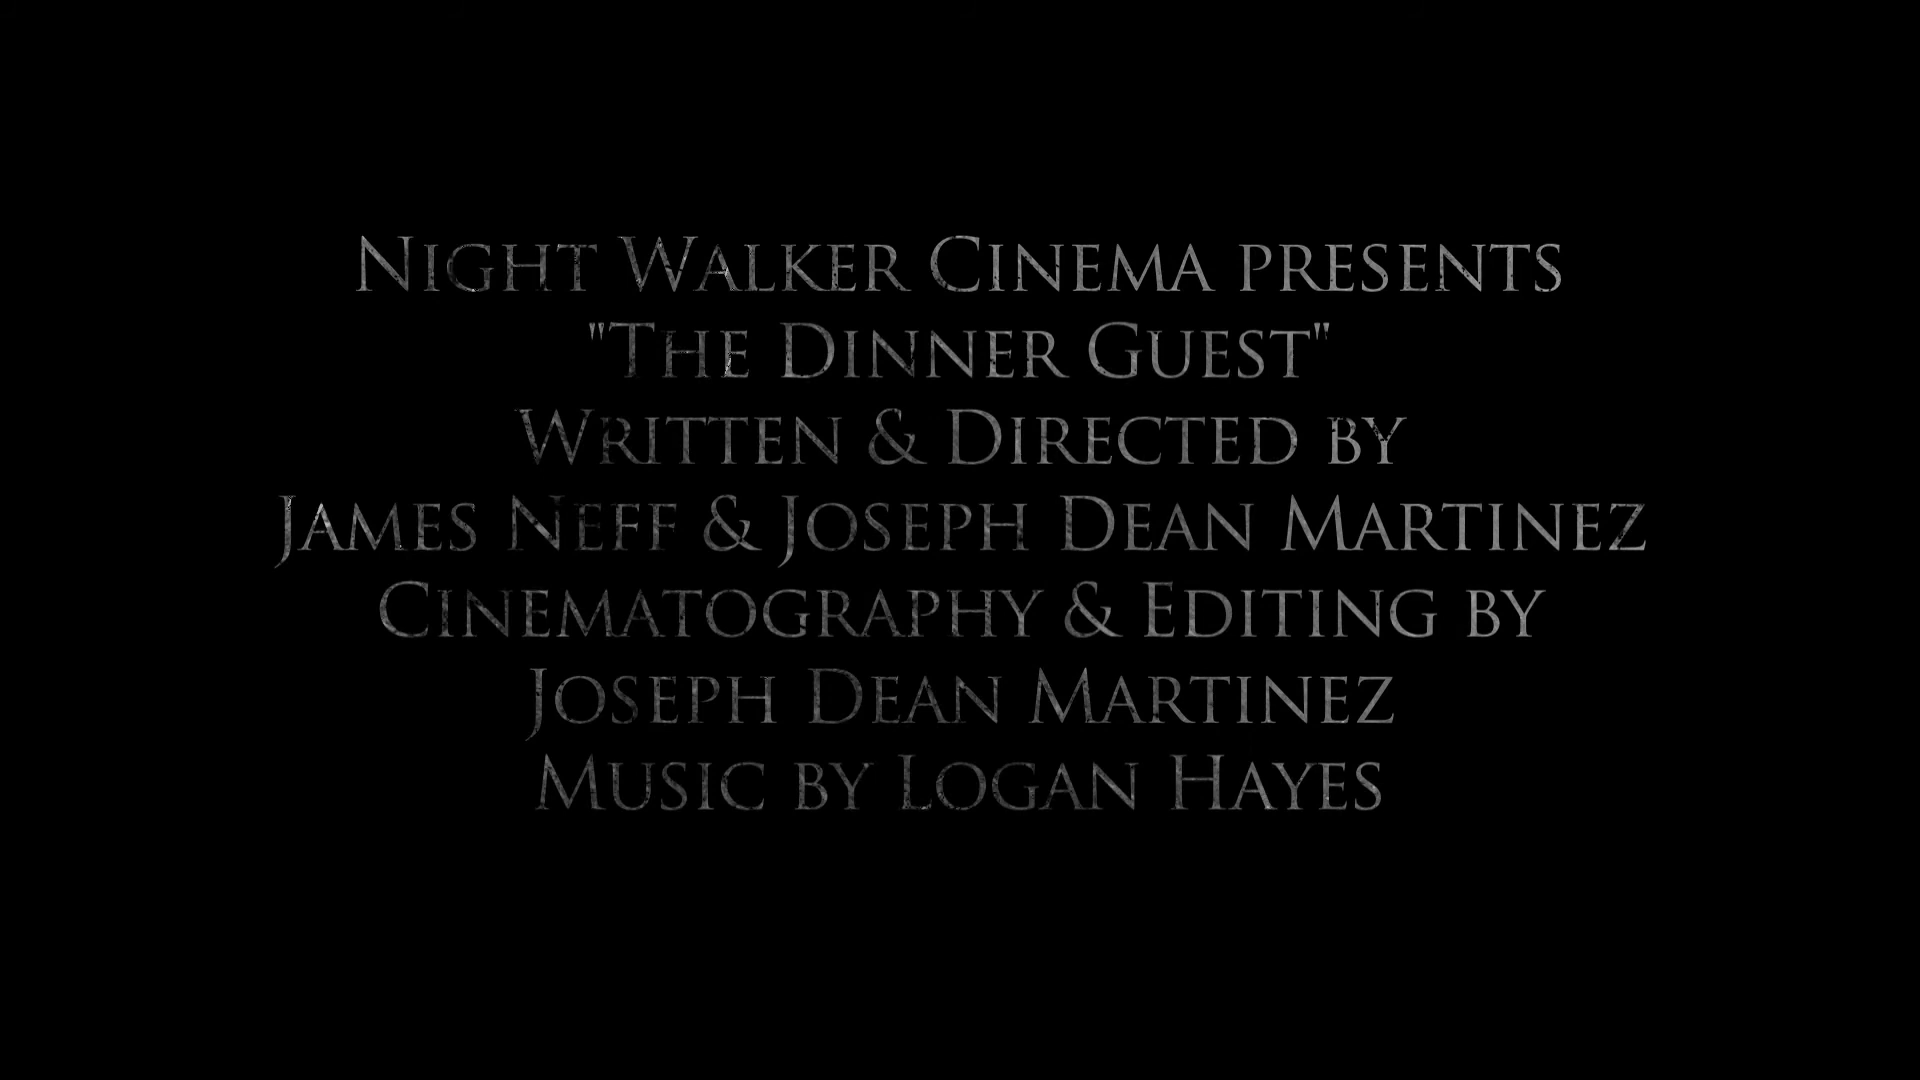 Night Walker Cinema presents
"The Dinner Guest"
Written & Directed by
James Neff & Joseph Dean Martinez
Cinematography & Editing by
Joseph Dean Martinez
Music by Logan Hayes